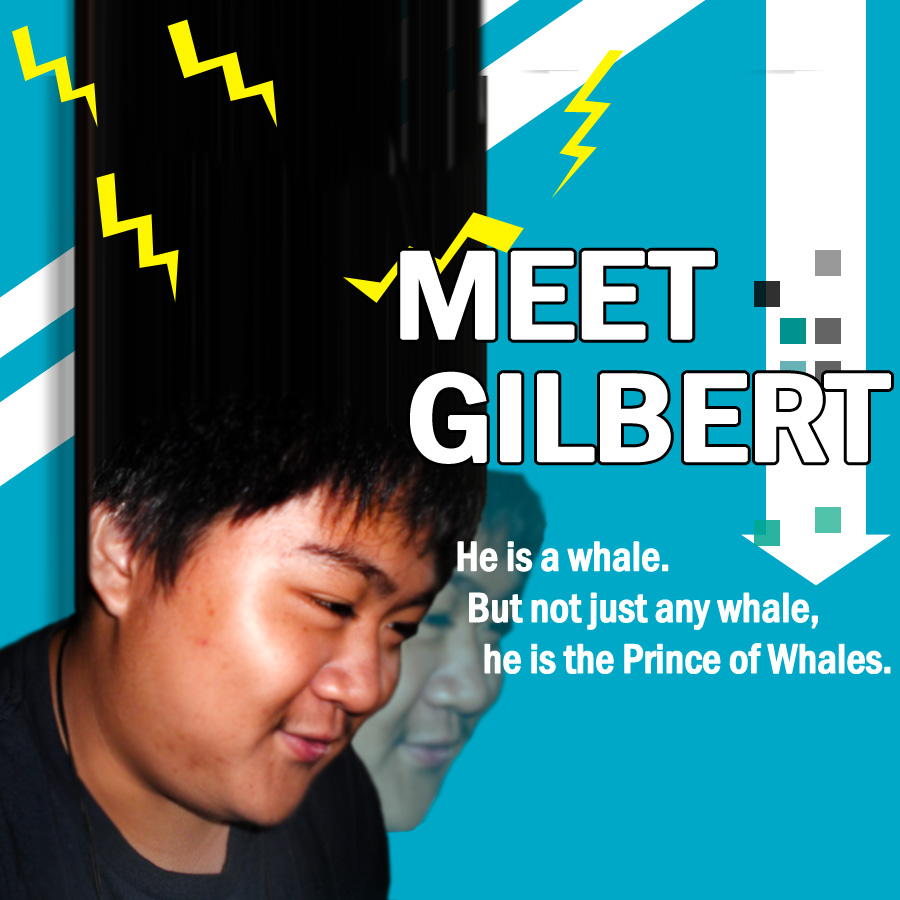 MEET
GILBERT
He is a whale.
But not just any whale,
he is the Prince of Whales.